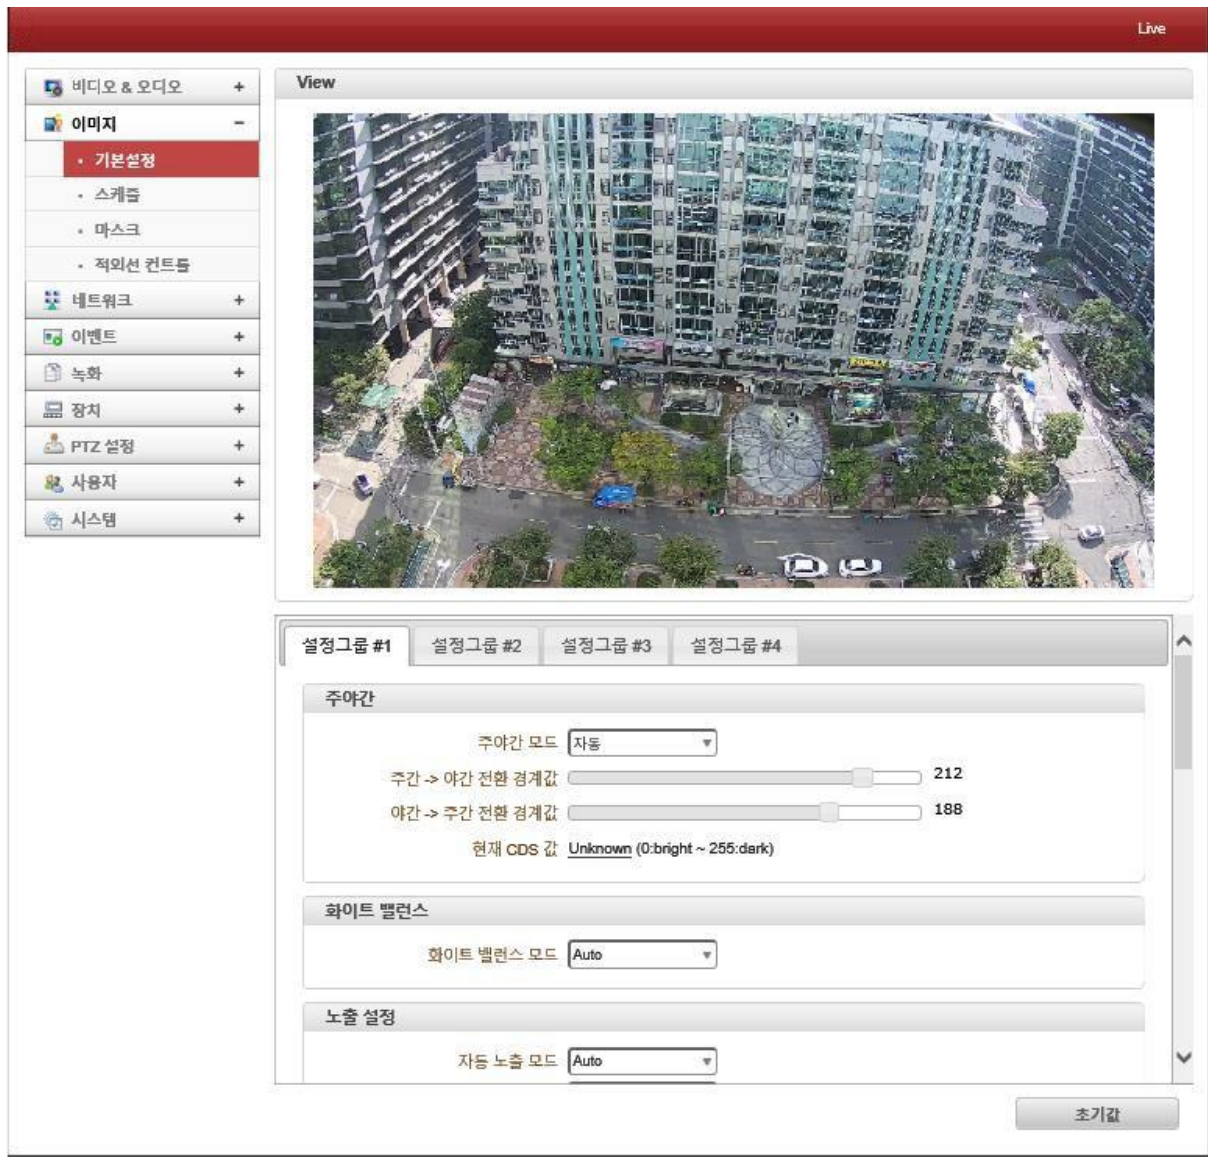 Live
비디오 & 오디오 +
이미지 -
• 기본설정
• 스케줄
• 마스크
• 적외선 컨트롤
네트워크 +
이벤트 +
녹화 +
장치 +
PTZ 설정 +
사용자 +
시스템 +
View
설정그룹 #1 설정그룹 #2 설정그룹 #3 설정그룹 #4
주야간
주야간 모드 자동
주간 -> 야간 전환 경계값 212
야간 -> 주간 전환 경계값 188
현재 CDS 값 Unknown (0:bright ~ 255:dark)
화이트 밸런스
화이트 밸런스 모드 Auto
노출 설정
자동 노출 모드 Auto
초기값